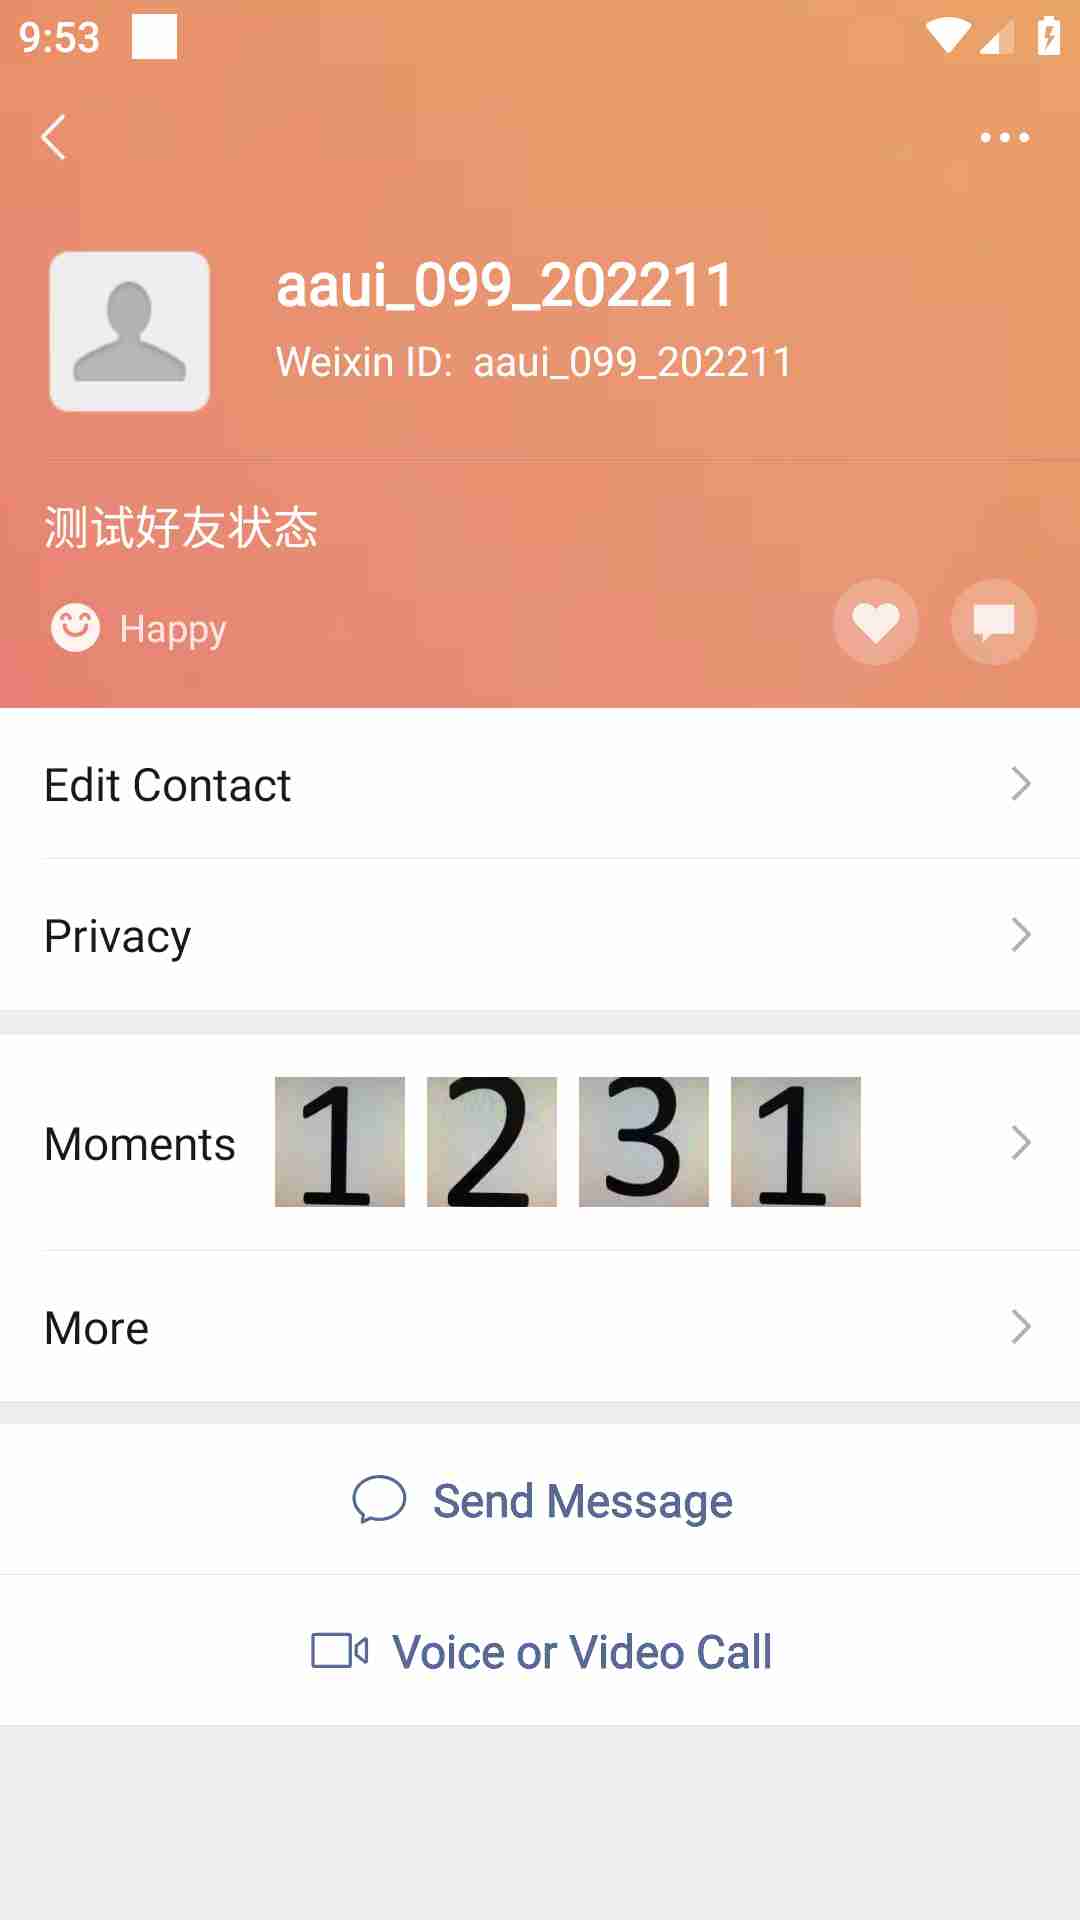 9:53
aaui_099_202211
Weixin ID: aaui_099_202211
测试好友状态
Happy
Edit Contact
Privacy
Moments 1 2 3 1
More
Send Message
Voice or Video Call